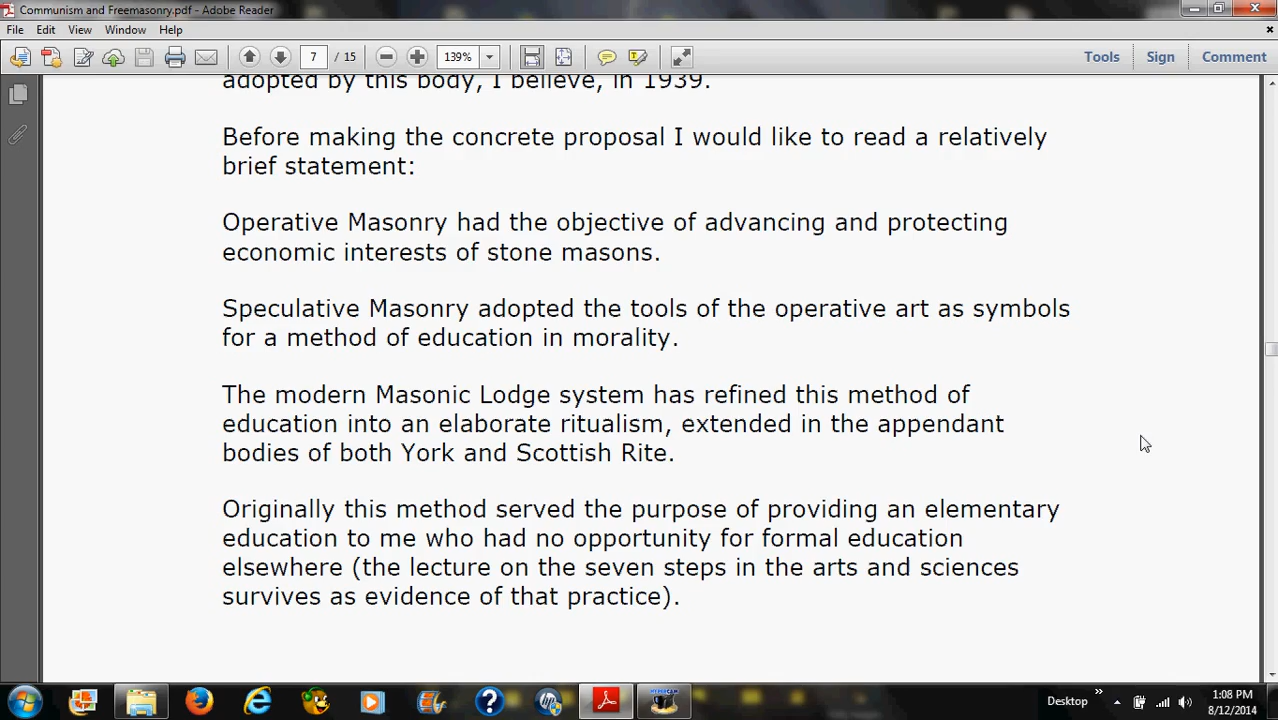 Communism and Freemasonry.pdf - Adobe Reader
File Edit View Window Help
7 / 15 139% Tools Sign Comment
adopted by this body, I believe, in 1939.
Before making the concrete proposal I would like to read a relatively
brief statement:
Operative Masonry had the objective of advancing and protecting
economic interests of stone masons.
Speculative Masonry adopted the tools of the operative art as symbols
for a method of education in morality.
The modern Masonic Lodge system has refined this method of
education into an elaborate ritualism, extended in the appendant
bodies of both York and Scottish Rite.
Originally this method served the purpose of providing an elementary
education to me who had no opportunity for formal education
elsewhere (the lecture on the seven steps in the arts and sciences
survives as evidence of that practice).
Desktop
1:08 PM
8/12/2014